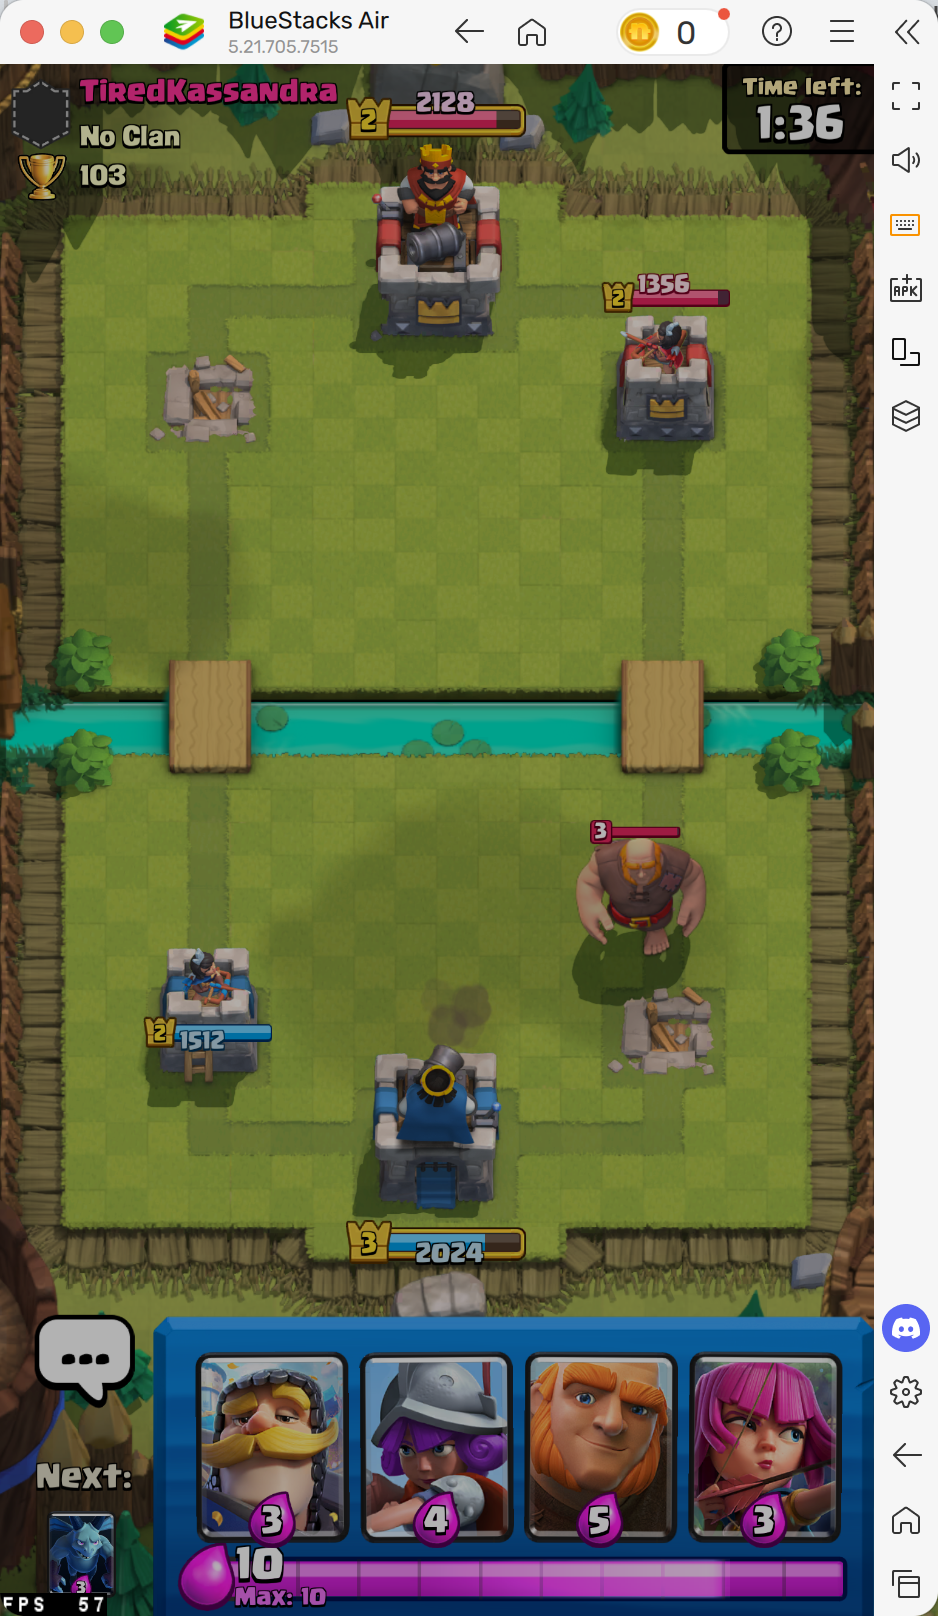 BlueStacks Air
5.21.705.7515
0
TiredKassandra
No Clan
103
2
2128
Time left:
1:36
2
1356
APK
3
2
1512
3
2024
...
Next:
3
3
4
5
3
10
Max: 10
FPS 57